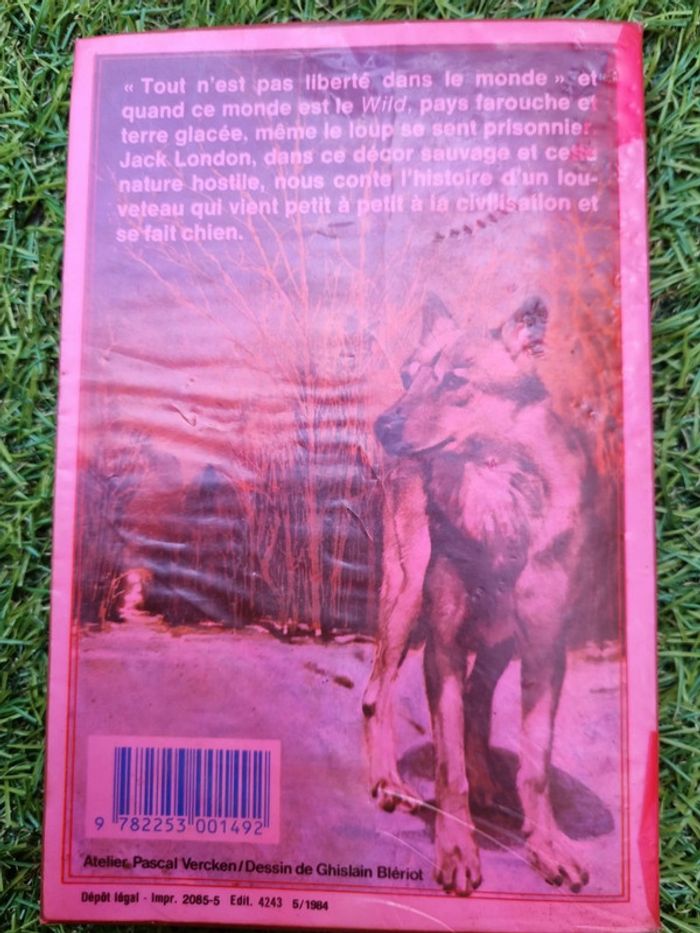 « Tout n'est pas liberté dans le monde » et
quand ce monde est le Wild, pays farouche et
terre glacée, même le loup se sent prisonnier.
Jack London, dans ce décor sauvage et cette
nature hostile, nous conte l'histoire d'un lou-
veteau qui vient petit à petit à la civilisation et
se fait chien.
9 782253 001492
Atelier Pascal Vercken/Dessin de Ghislain Blériot
Dépôt légal - Impr. 2085-5 Edit. 4243 5/1984